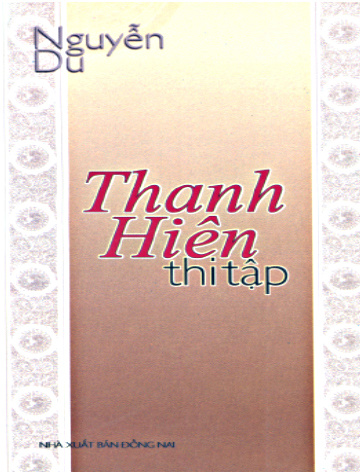 Nguyễn
Du
Thanh
Hiên
thi tập
NHÀ XUẤT BẢN ĐỒNG NAI